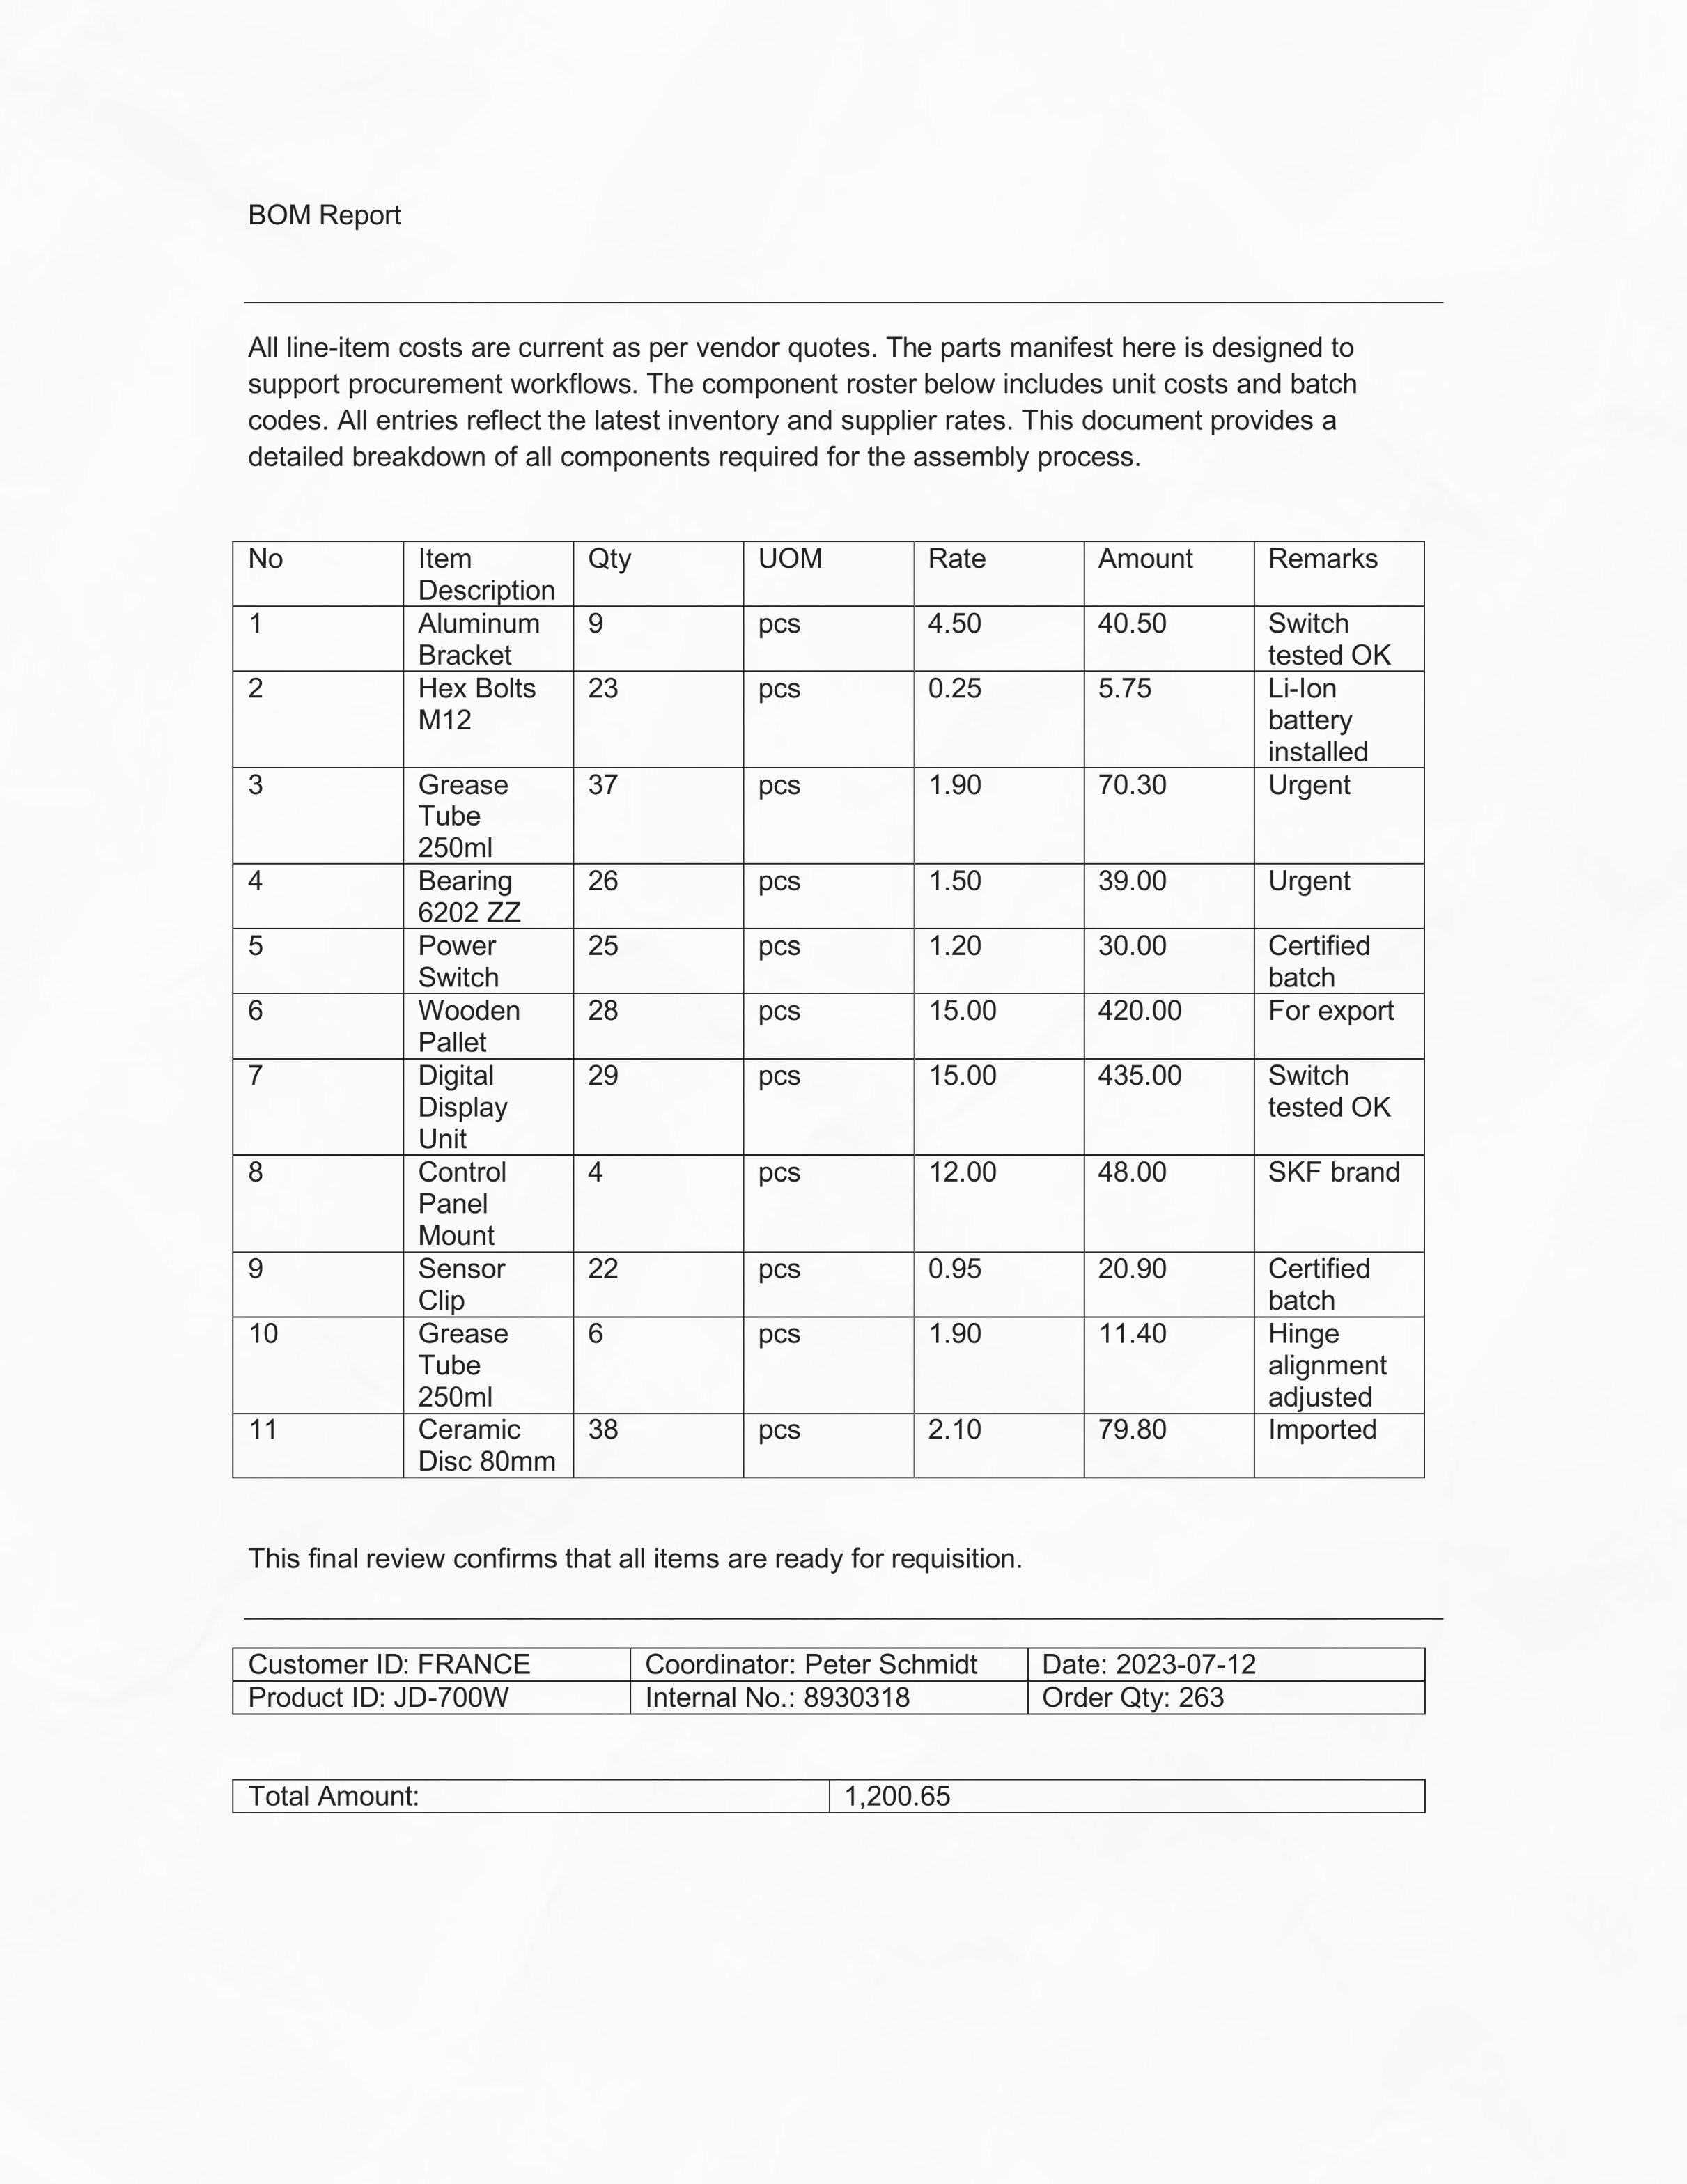 BOM Report
All line-item costs are current as per vendor quotes. The parts manifest here is designed to
support procurement workflows. The component roster below includes unit costs and batch
codes. All entries reflect the latest inventory and supplier rates. This document provides a
detailed breakdown of all components required for the assembly process.
No Item Description Qty UOM Rate Amount Remarks
1 Aluminum Bracket 9 pcs 4.50 40.50 Switch tested OK
2 Hex Bolts M12 23 pcs 0.25 5.75 Li-Ion battery installed
3 Grease Tube 250ml 37 pcs 1.90 70.30 Urgent
4 Bearing 6202 ZZ 26 pcs 1.50 39.00 Urgent
5 Power Switch 25 pcs 1.20 30.00 Certified batch
6 Wooden Pallet 28 pcs 15.00 420.00 For export
7 Digital Display Unit 29 pcs 15.00 435.00 Switch tested OK
8 Control Panel Mount 4 pcs 12.00 48.00 SKF brand
9 Sensor Clip 22 pcs 0.95 20.90 Certified batch
10 Grease Tube 250ml 6 pcs 1.90 11.40 Hinge alignment adjusted
11 Ceramic Disc 80mm 38 pcs 2.10 79.80 Imported
This final review confirms that all items are ready for requisition.
Customer ID: FRANCE Coordinator: Peter Schmidt Date: 2023-07-12
Product ID: JD-700W Internal No.: 8930318 Order Qty: 263
Total Amount: 1,200.65